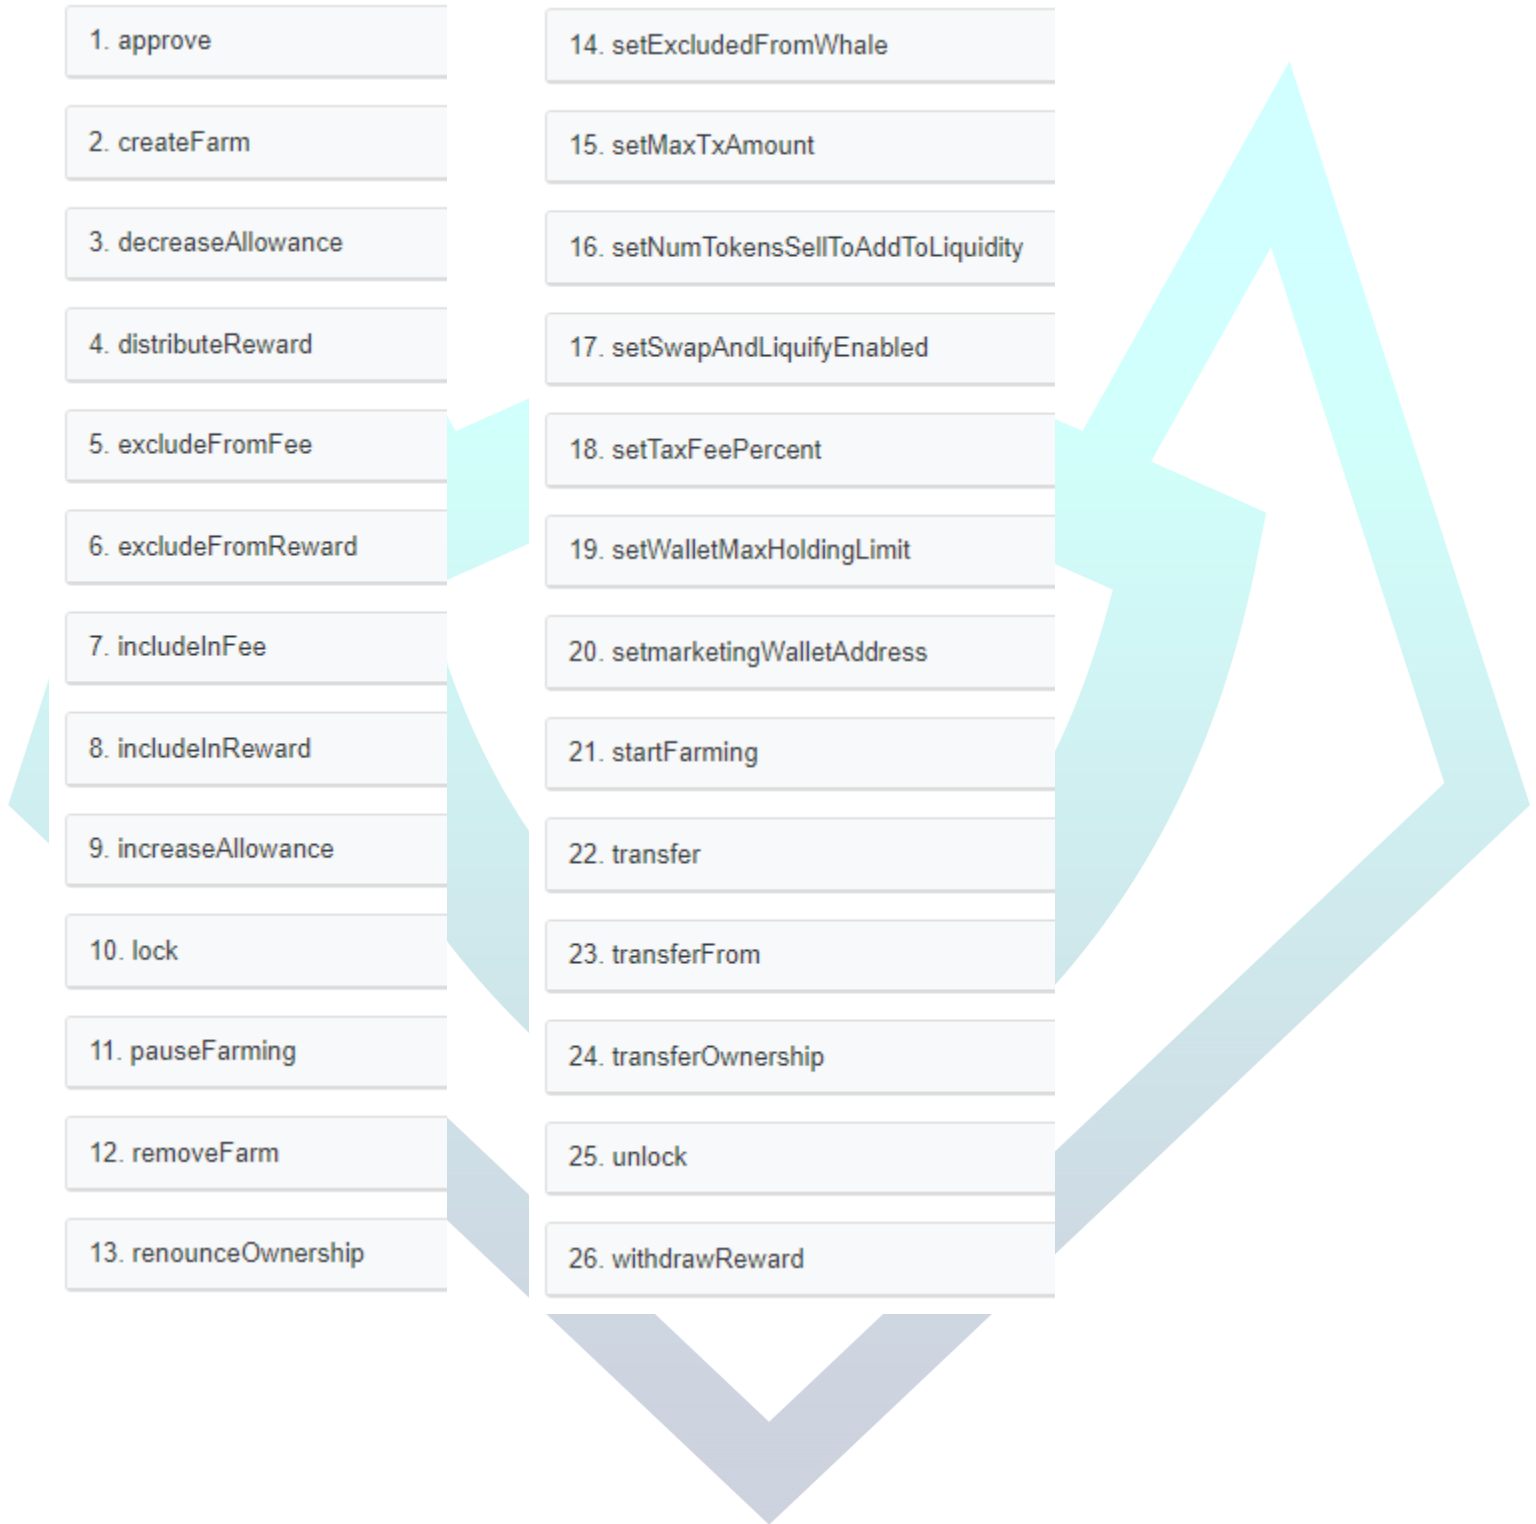 1. approve
2. createFarm
3. decreaseAllowance
4. distributeReward
5. excludeFromFee
6. excludeFromReward
7. includeInFee
8. includeInReward
9. increaseAllowance
10. lock
11. pauseFarming
12. removeFarm
13. renounceOwnership
14. setExcludedFromWhale
15. setMaxTxAmount
16. setNumTokensSellToAddToLiquidity
17. setSwapAndLiquifyEnabled
18. setTaxFeePercent
19. setWalletMaxHoldingLimit
20. setmarketingWalletAddress
21. startFarming
22. transfer
23. transferFrom
24. transferOwnership
25. unlock
26. withdrawReward